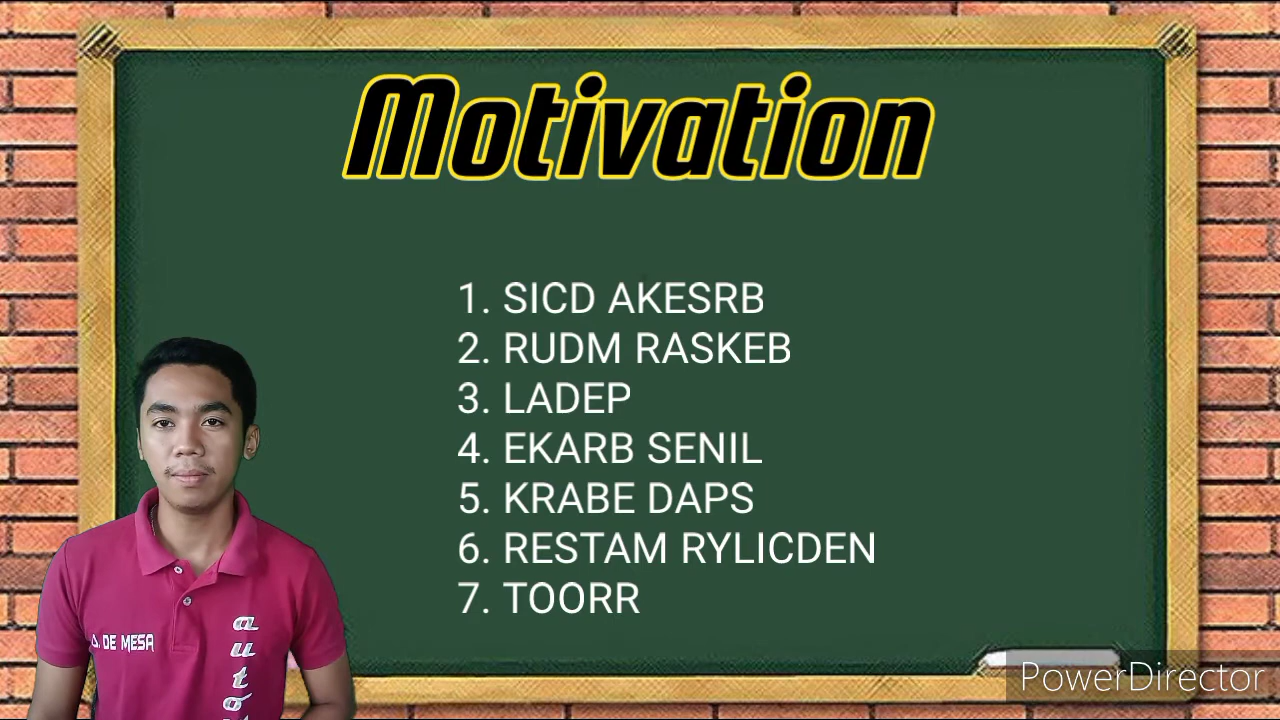 Motivation
1. SICD AKESRB
2. RUDM RASKEB
3. LADEP
4. EKARB SENIL
5. KRABE DAPS
6. RESTAM RYLICDEN
7. TOORR
DE MESA
auto
PowerDirector